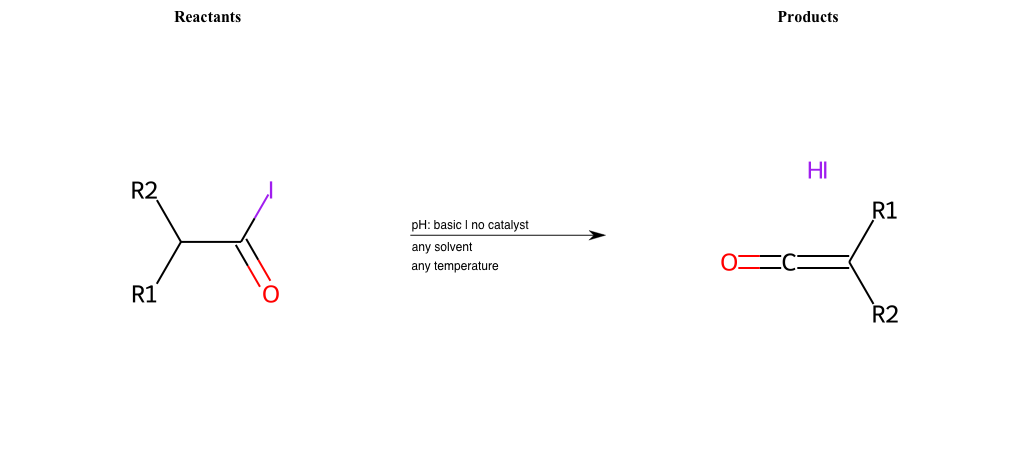 Reactants
Products
R2
I
R1
O
pH: basic | no catalyst
any solvent
any temperature
HI
R1
O
C
R2